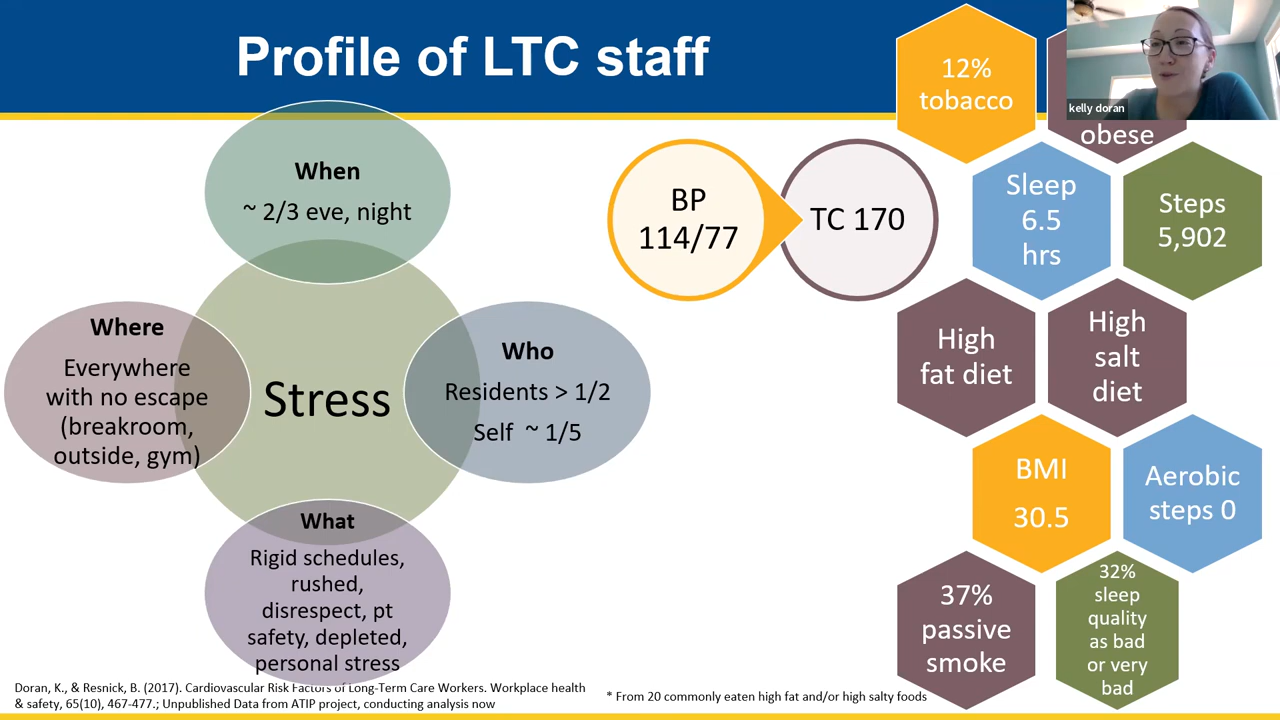 Profile of LTC staff
When
~ 2/3 eve, night
Where
Everywhere
with no escape
(breakroom,
outside, gym)
Stress
Who
Residents > 1/2
Self ~ 1/5
What
Rigid schedules,
rushed,
disrespect, pt
safety, depleted,
personal stress
BP
114/77
TC 170
12%
tobacco
obese
kelly doran
Sleep
6.5
hrs
Steps
5,902
High
fat diet
High
salt
diet
BMI
30.5
Aerobic
steps 0
37%
passive
smoke
32%
sleep
quality
as bad
or very
bad
Doran, K., & Resnick, B. (2017). Cardiovascular Risk Factors of Long-Term Care Workers. Workplace health
& safety, 65(10), 467-477.; Unpublished Data from ATIP project, conducting analysis now
* From 20 commonly eaten high fat and/or high salty foods